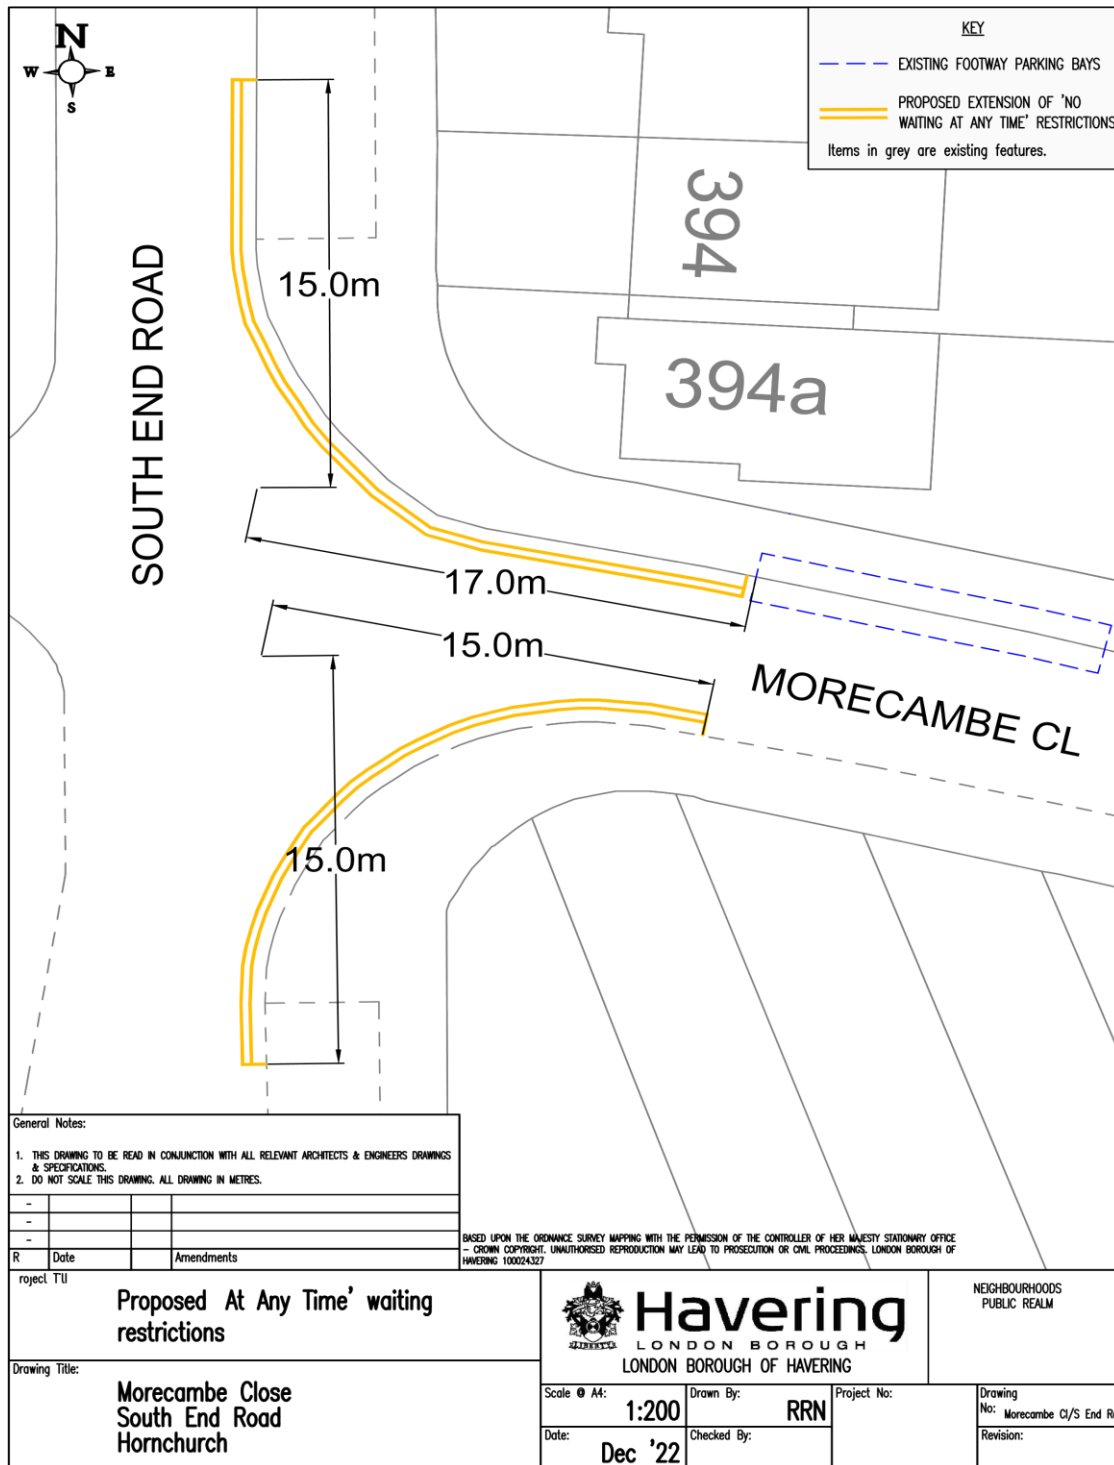 N
W E
S
KEY
EXISTING FOOTWAY PARKING BAYS
PROPOSED EXTENSION OF 'NO
WAITING AT ANY TIME' RESTRICTIONS
Items in grey are existing features.
394
394a
SOUTH END ROAD
15.0m
17.0m
15.0m
MORECAMBE CL
15.0m
General Notes:
1. THIS DRAWING TO BE READ IN CONJUNCTION WITH ALL RELEVANT ARCHITECTS & ENGINEERS DRAWINGS
& SPECIFICATIONS.
2. DO NOT SCALE THIS DRAWING. ALL DRAWING IN METRES.
-
-
-
R Date Amendments
BASED UPON THE ORDNANCE SURVEY MAPPING WITH THE PERMISSION OF THE CONTROLLER OF HER MAJESTY STATIONARY OFFICE
- CROWN COPYRIGHT. UNAUTHORISED REPRODUCTION MAY LEAD TO PROSECUTION OR CIVIL PROCEEDINGS. LONDON BOROUGH OF
HAVERING 100024327
Proposed At Any Time' waiting
restrictions
Drawing Title:
Morecambe Close
South End Road
Hornchurch
LIBERTY
Havering
LONDON BOROUGH
LONDON BOROUGH OF HAVERING
NEIGHBOURHOODS
PUBLIC REALM
Scale @ A4:
1:200
Drawn By:
RRN
Project No:
Drawing
No: Morecambe Cl/S End
Date:
Dec '22
Checked By:
Revision: